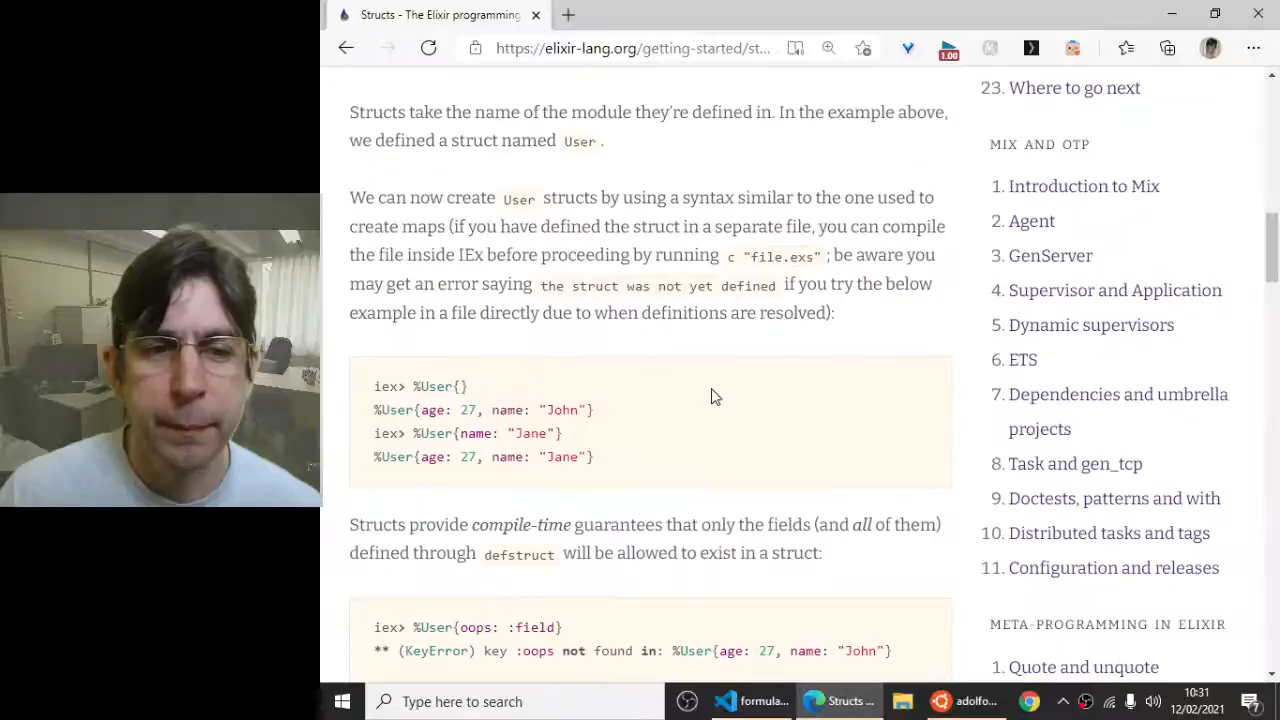 Structs - The Elixir programming
https://elixir-lang.org/getting-started/st...
1.00
Structs take the name of the module they're defined in. In the example above,
we defined a struct named User .
We can now create User structs by using a syntax similar to the one used to
create maps (if you have defined the struct in a separate file, you can compile
the file inside IEx before proceeding by running c "file.exs" ; be aware you
may get an error saying the struct was not yet defined if you try the below
example in a file directly due to when definitions are resolved):
iex> %User{}
%User{age: 27, name: "John"}
iex> %User{name: "Jane"}
%User{age: 27, name: "Jane"}
Structs provide compile-time guarantees that only the fields (and all of them)
defined through defstruct will be allowed to exist in a struct:
iex> %User{oops: :field}
** (KeyError) key :oops not found in: %User{age: 27, name: "John"}
23. Where to go next
MIX AND OTP
1. Introduction to Mix
2. Agent
3. GenServer
4. Supervisor and Application
5. Dynamic supervisors
6. ETS
7. Dependencies and umbrella
projects
8. Task and gen_tcp
9. Doctests, patterns and with
10. Distributed tasks and tags
11. Configuration and releases
META-PROGRAMMING IN ELIXIR
1. Quote and unquote
Type here to search
formula...
Structs ...
adolfo...
10:31
12/02/2021
7